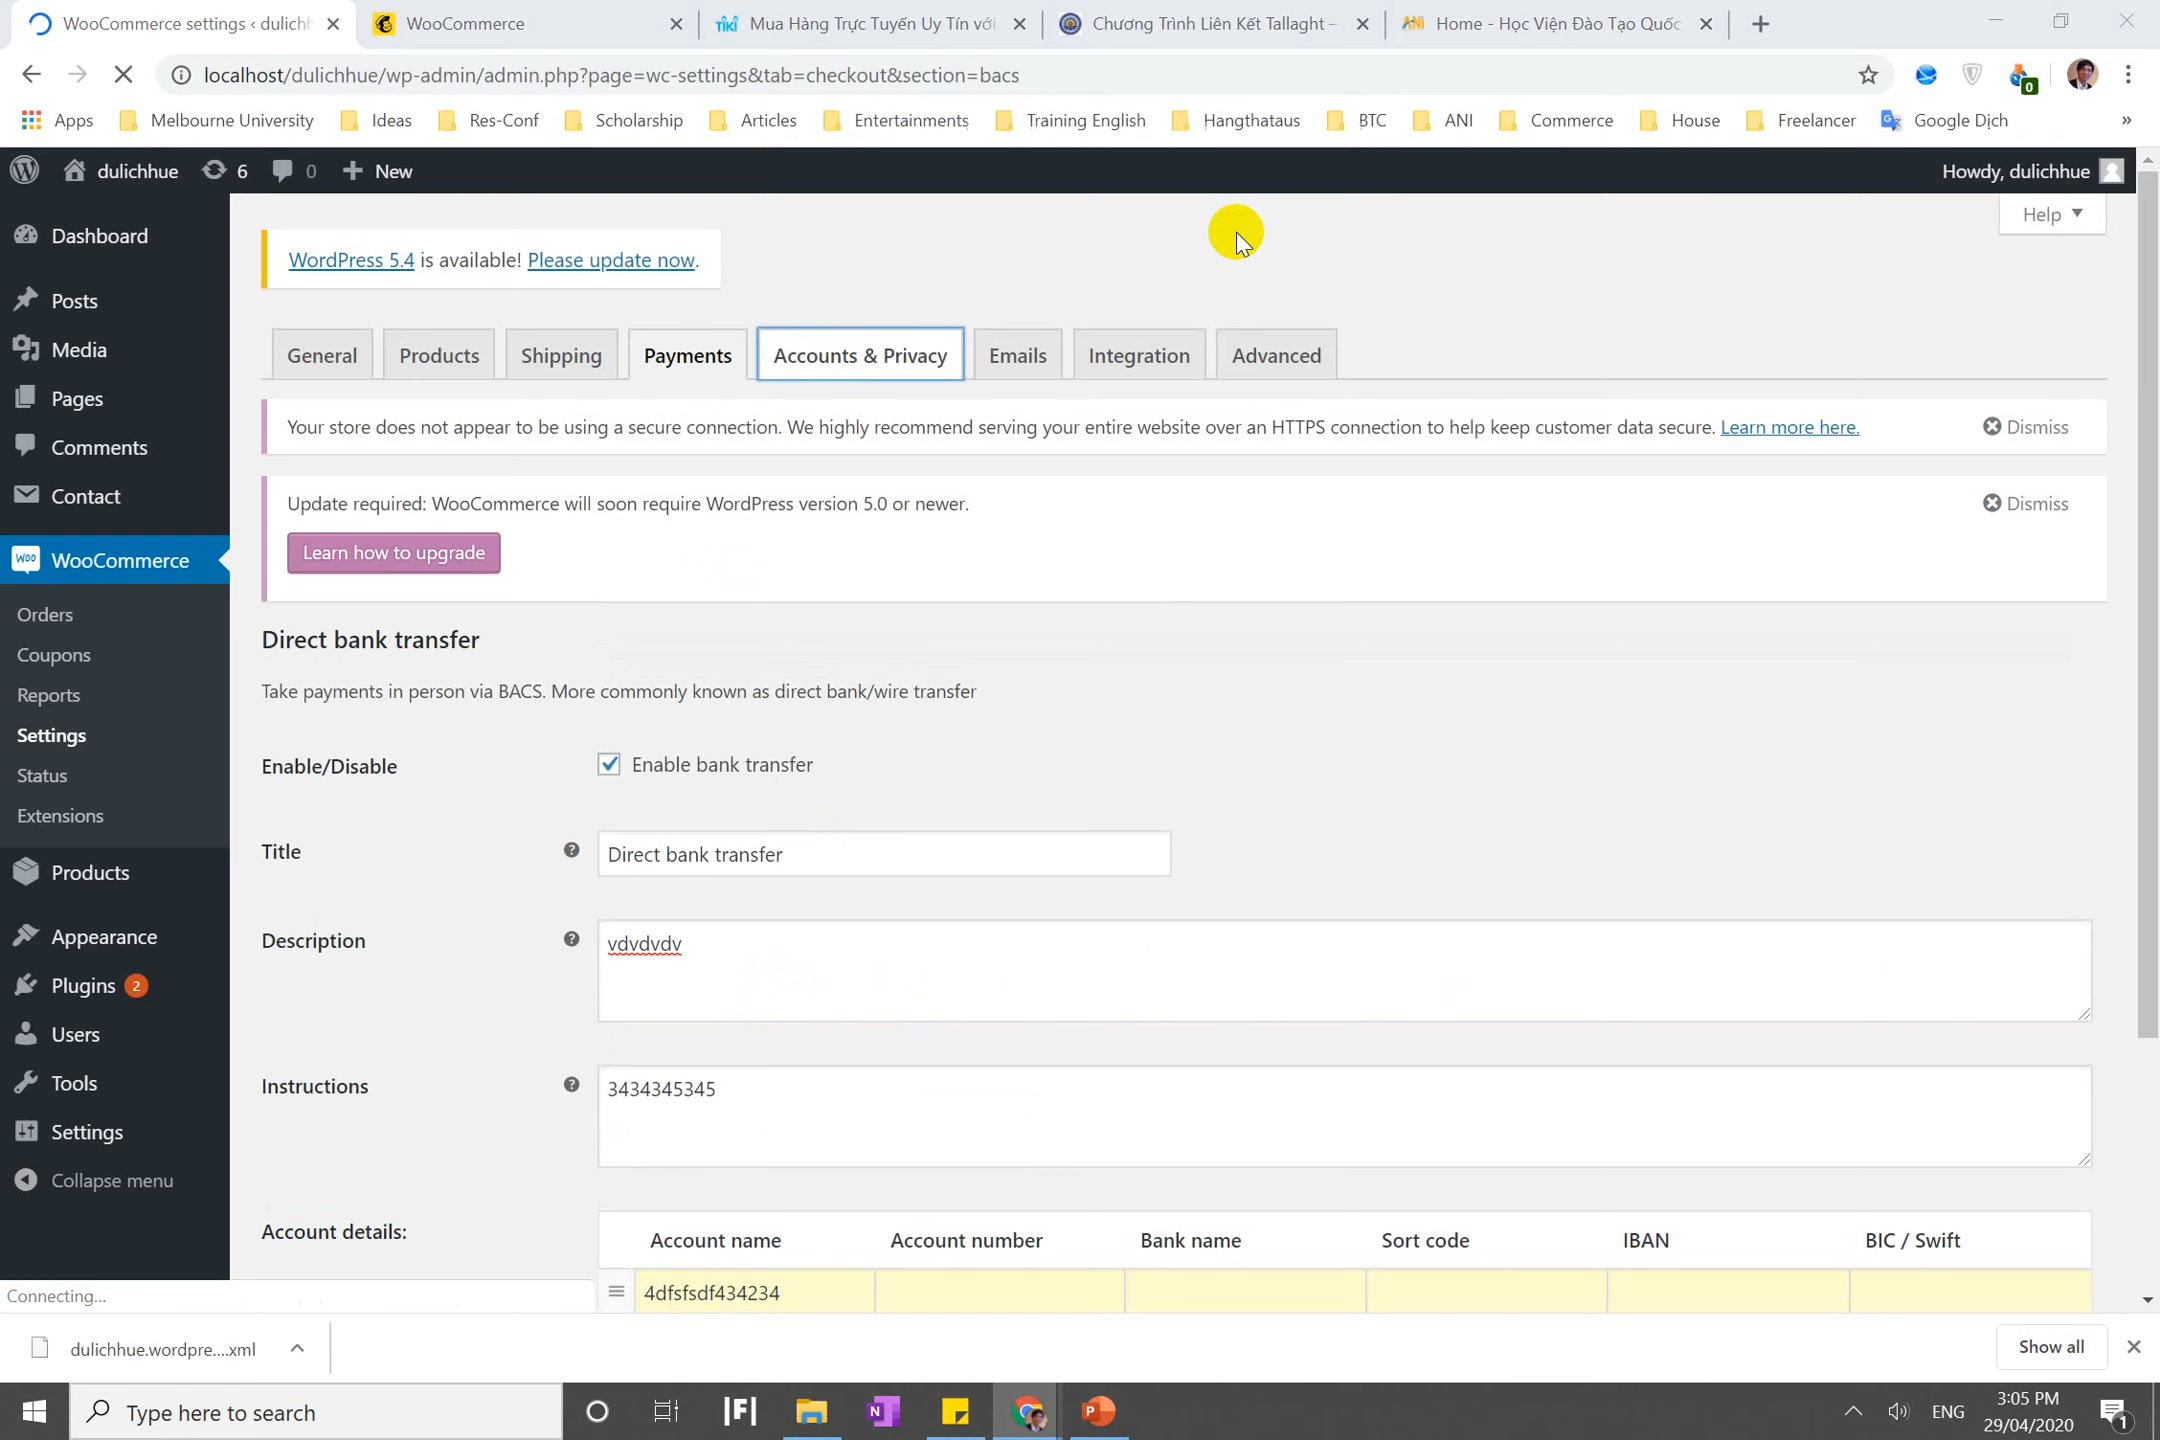 WooCommerce settings ‹ dulichh
WooCommerce
TIKI Mua Hàng Trực Tuyến Uy Tín với
Chương Trình Liên Kết Tallaght –
ANI Home - Học Viện Đào Tạo Quốc
localhost/dulichhue/wp-admin/admin.php?page=wc-settings&tab=checkout&section=bacs
0
Apps Melbourne University Ideas Res-Conf Scholarship Articles Entertainments Training English Hangthataus BTC ANI Commerce House Freelancer Google Dịch »
dulichhue 6 0 New Howdy, dulichhue
Help
Dashboard
Posts
Media
Pages
Comments
Contact
Woo WooCommerce
Orders
Coupons
Reports
Settings
Status
Extensions
Products
Appearance
Plugins 2
Users
Tools
Settings
Collapse menu
WordPress 5.4 is available! Please update now.
General Products Shipping Payments Accounts & Privacy Emails Integration Advanced
Your store does not appear to be using a secure connection. We highly recommend serving your entire website over an HTTPS connection to help keep customer data secure. Learn more here. Dismiss
Update required: WooCommerce will soon require WordPress version 5.0 or newer. Dismiss
Learn how to upgrade
Direct bank transfer
Take payments in person via BACS. More commonly known as direct bank/wire transfer
Enable/Disable Enable bank transfer
Title Direct bank transfer
Description vdvdvdv
Instructions 3434345345
Account details: Account name Account number Bank name Sort code IBAN BIC / Swift
4dfsfsdf434234
Connecting...
dulichhue.wordpre....xml Show all
Type here to search
|F| N P
ENG 3:05 PM
29/04/2020 1